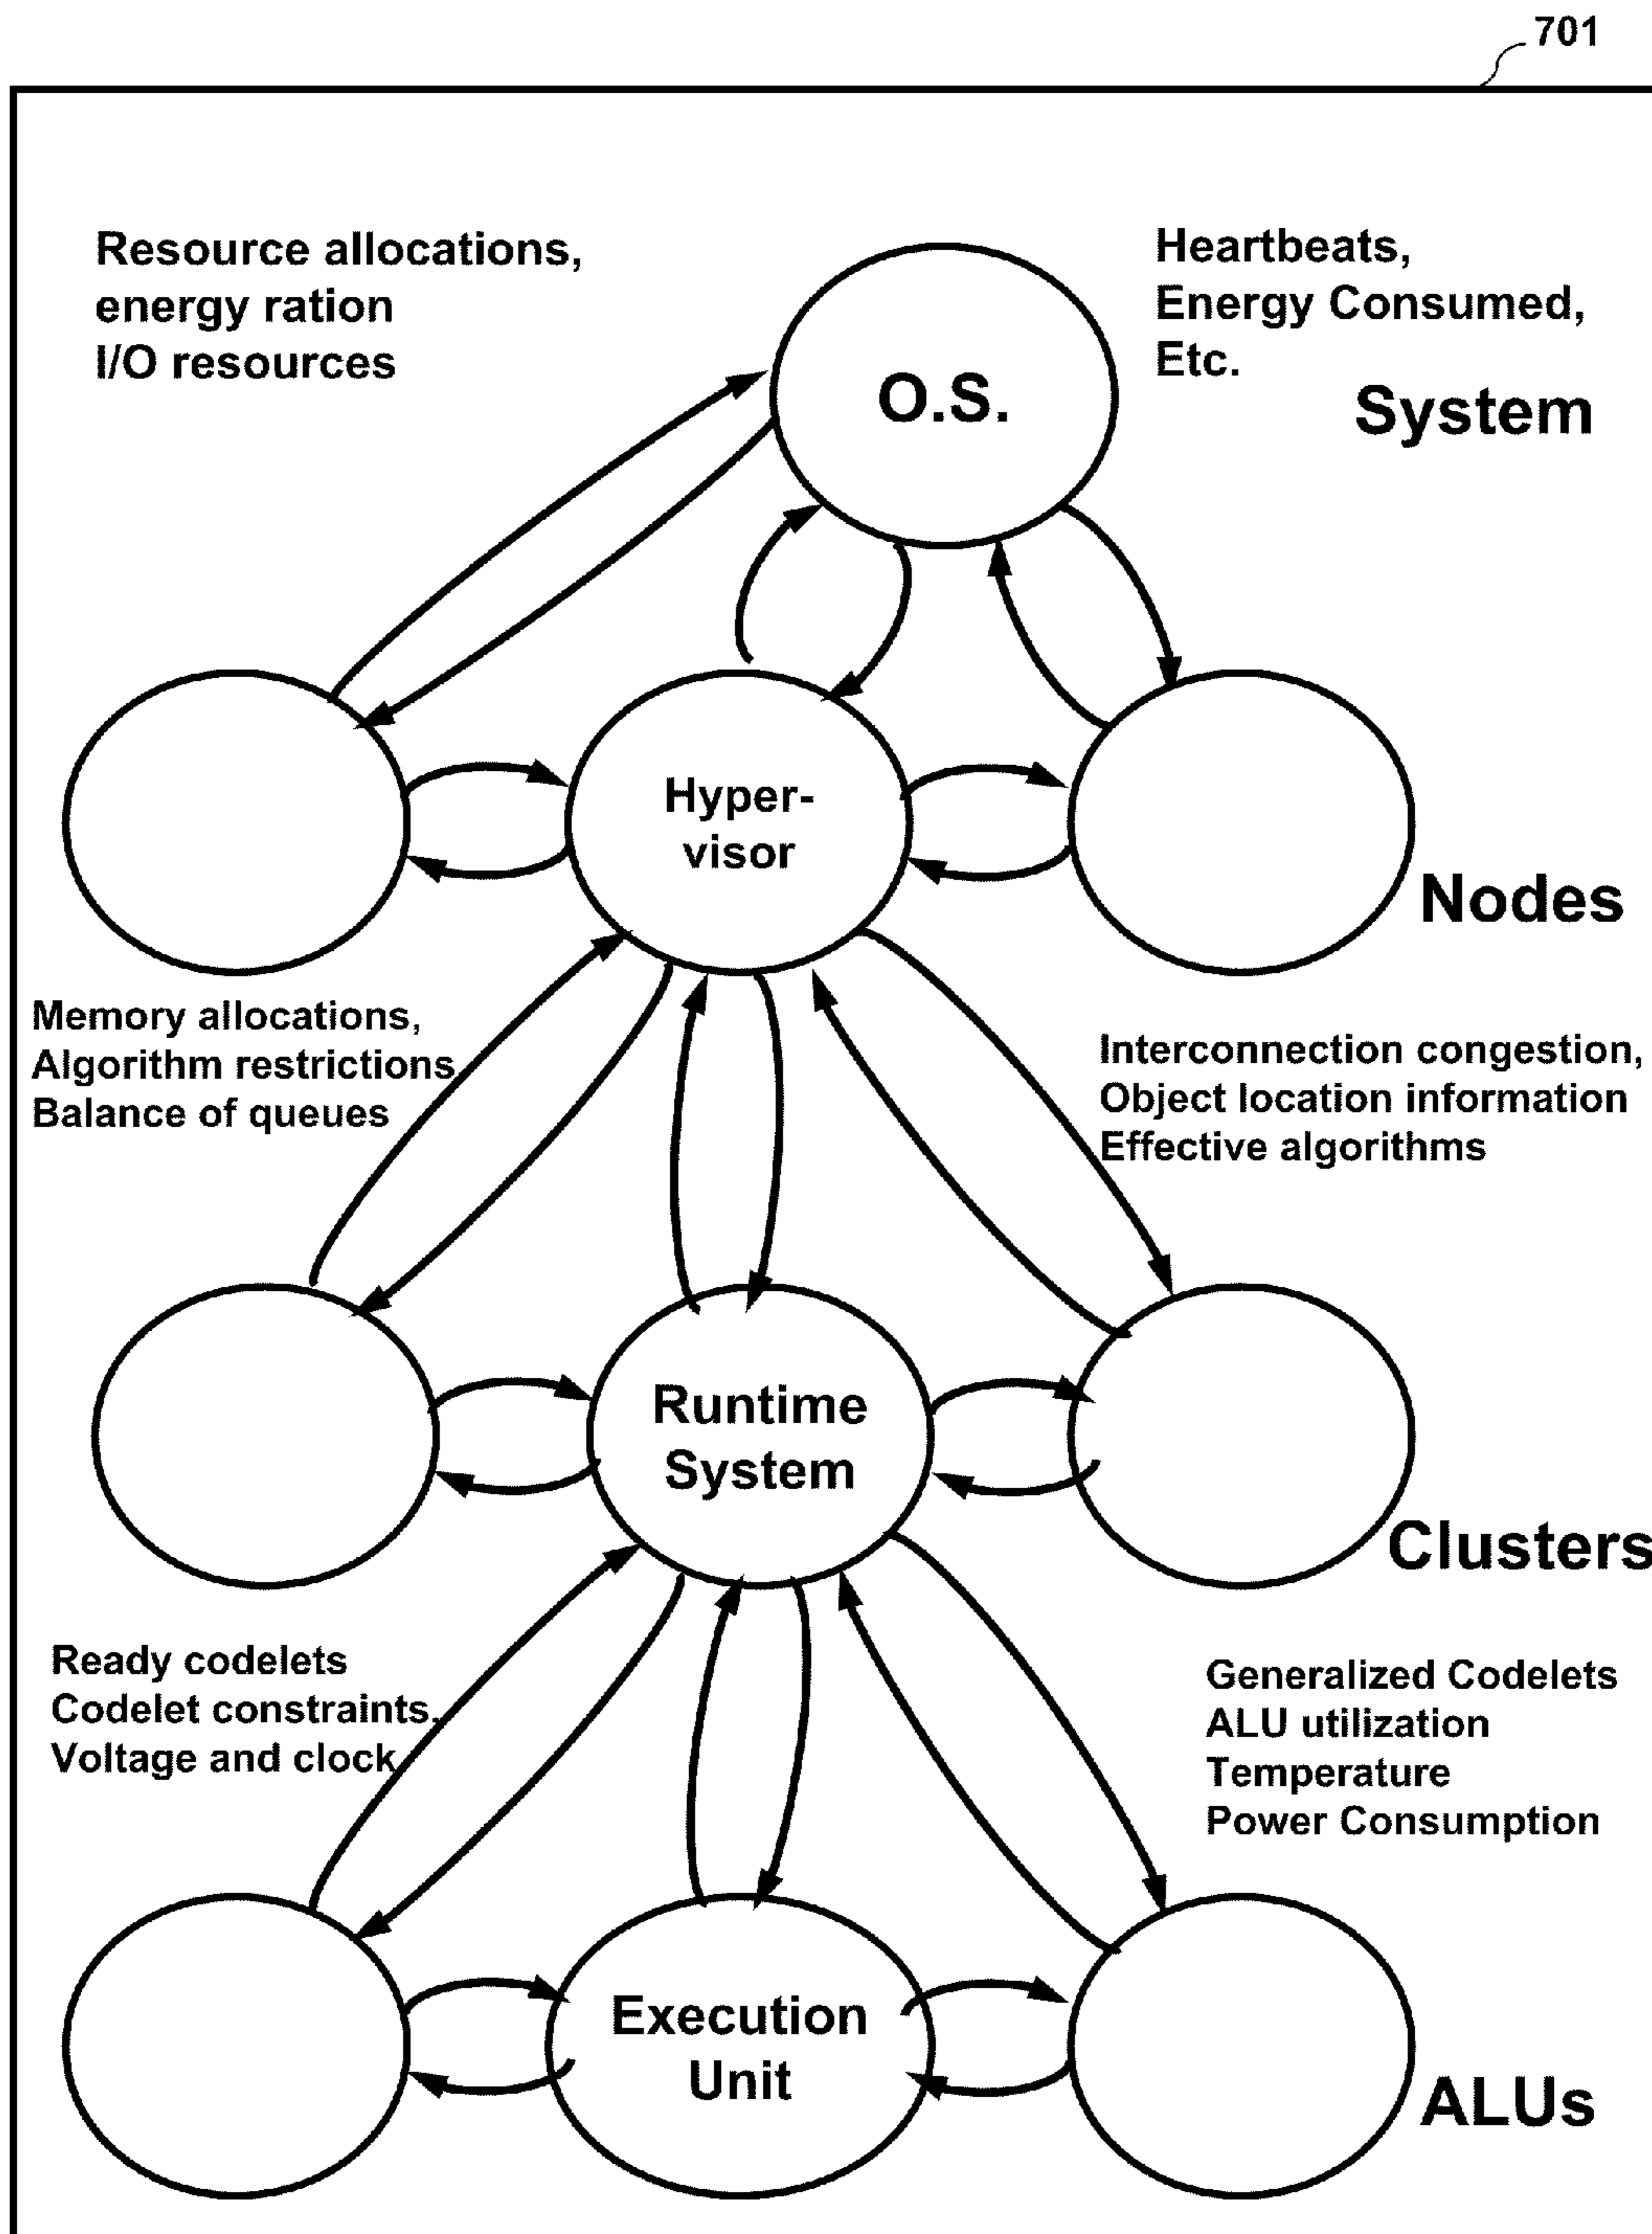 701
Resource allocations,
energy ration
I/O resources
Heartbeats,
Energy Consumed,
Etc.
O.S.
System
Hyper-
visor
Nodes
Memory allocations,
Algorithm restrictions
Balance of queues
Interconnection congestion,
Object location information
Effective algorithms
Runtime
System
Clusters
Ready codelets
Codelet constraints,
Voltage and clock
Generalized Codelets
ALU utilization
Temperature
Power Consumption
Execution
Unit
ALUs